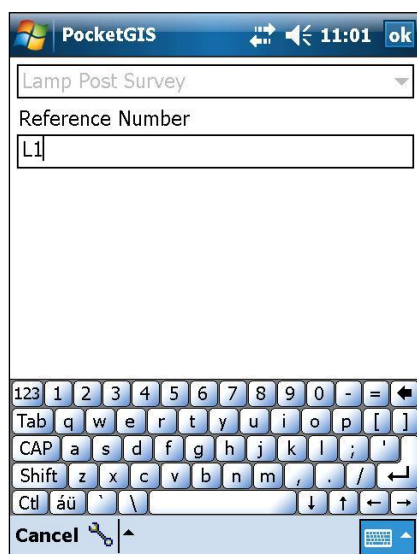 PocketGIS 11:01 ok
Lamp Post Survey
Reference Number
L1
123 1 2 3 4 5 6 7 8 9 0 - =
Tab q w e r t y u i o p [ ]
CAP a s d f g h j k l ; '
Shift z x c v b n m , . /
Ctl áü ` \
Cancel